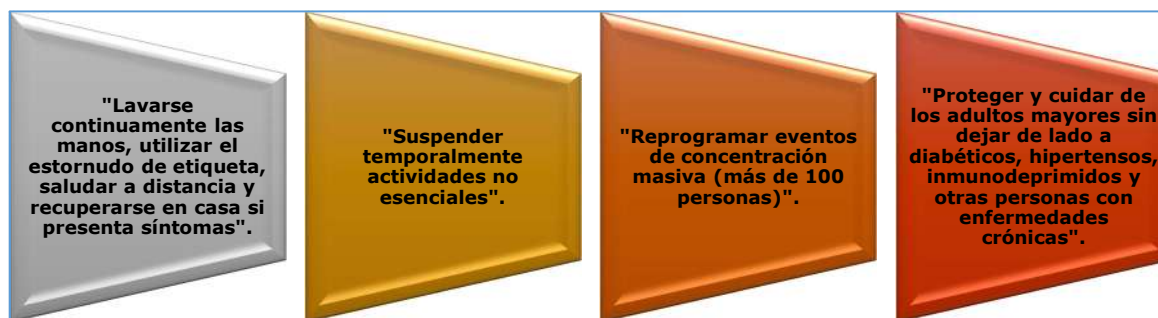 "Lavarse
continuamente las
manos, utilizar el
estornudo de etiqueta,
saludar a distancia y
recuperarse en casa si
presenta síntomas".
"Suspender
temporalmente
actividades no
esenciales".
"Reprogramar eventos
de concentración
masiva (más de 100
personas)".
"Proteger y cuidar de
los adultos mayores sin
dejar de lado a
diabéticos, hipertensos,
inmunodeprimidos y
otras personas con
enfermedades
crónicas".